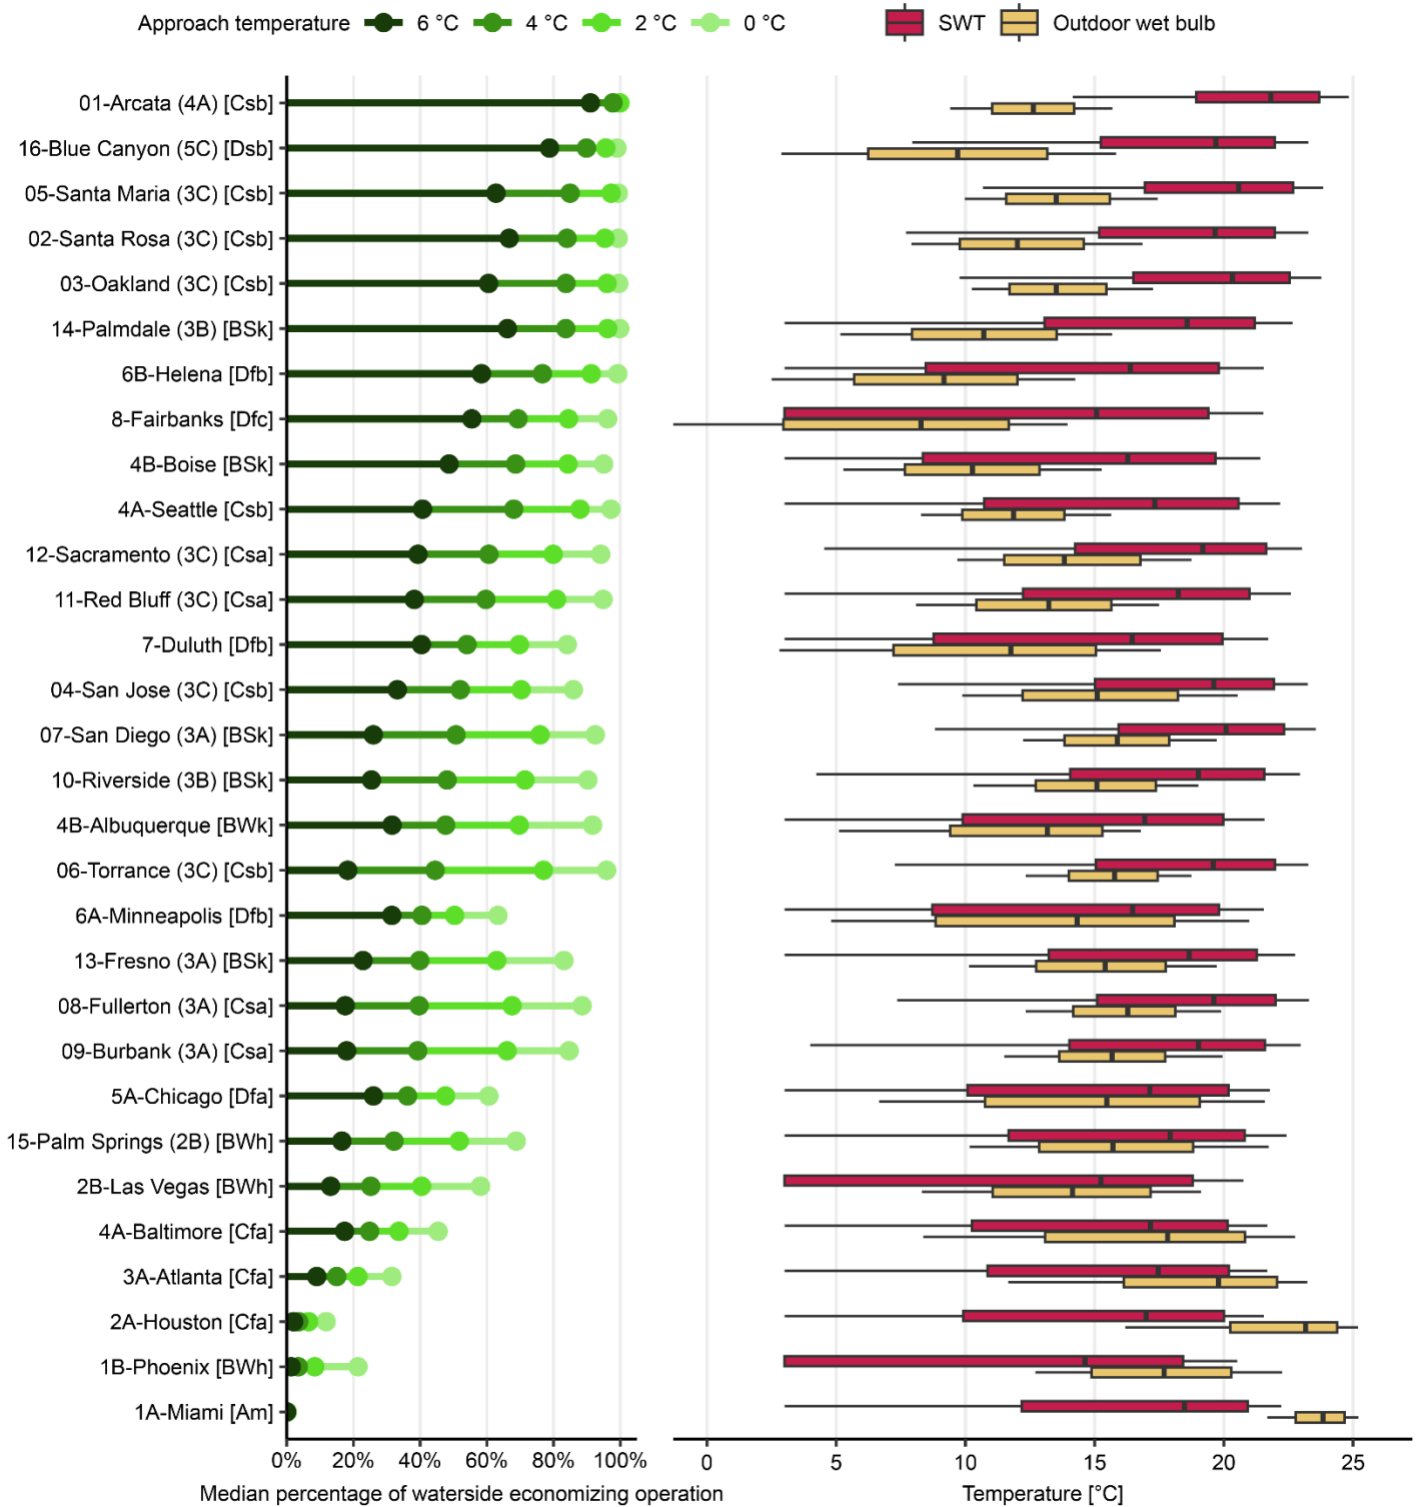 Approach temperature 6 °C 4 °C 2 °C 0 °C SWT Outdoor wet bulb
01-Arcata (4A) [Csb]
16-Blue Canyon (5C) [Dsb]
05-Santa Maria (3C) [Csb]
02-Santa Rosa (3C) [Csb]
03-Oakland (3C) [Csb]
14-Palmdale (3B) [BSk]
6B-Helena [Dfb]
8-Fairbanks [Dfc]
4B-Boise [BSk]
4A-Seattle [Csb]
12-Sacramento (3C) [Csa]
11-Red Bluff (3C) [Csa]
7-Duluth [Dfb]
04-San Jose (3C) [Csb]
07-San Diego (3A) [BSk]
10-Riverside (3B) [BSk]
4B-Albuquerque [BWk]
06-Torrance (3C) [Csb]
6A-Minneapolis [Dfb]
13-Fresno (3A) [BSk]
08-Fullerton (3A) [Csa]
09-Burbank (3A) [Csa]
5A-Chicago [Dfa]
15-Palm Springs (2B) [BWh]
2B-Las Vegas [BWh]
4A-Baltimore [Cfa]
3A-Atlanta [Cfa]
2A-Houston [Cfa]
1B-Phoenix [BWh]
1A-Miami [Am]
0% 20% 40% 60% 80% 100% 0 5 10 15 20 25
Median percentage of waterside economizing operation Temperature [°C]